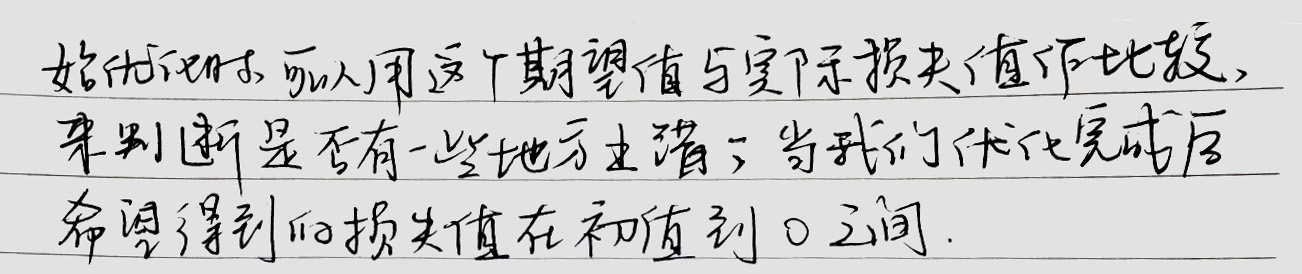 始优化时可以用这个期望值与实际损失值作比较,
来判断是否有一些地方出错了当我们优化完成后
希望得到的损失值在初值到0之间.